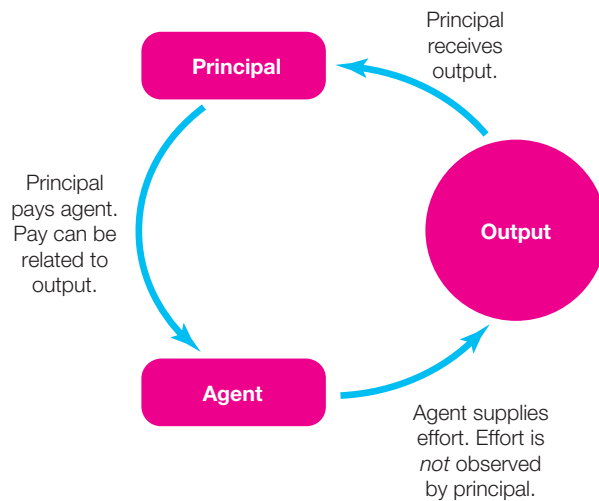 Principal
receives
output.
Principal
Principal
pays agent.
Pay can be
related to
output.
Output
Agent
Agent supplies
effort. Effort is
not observed
by principal.